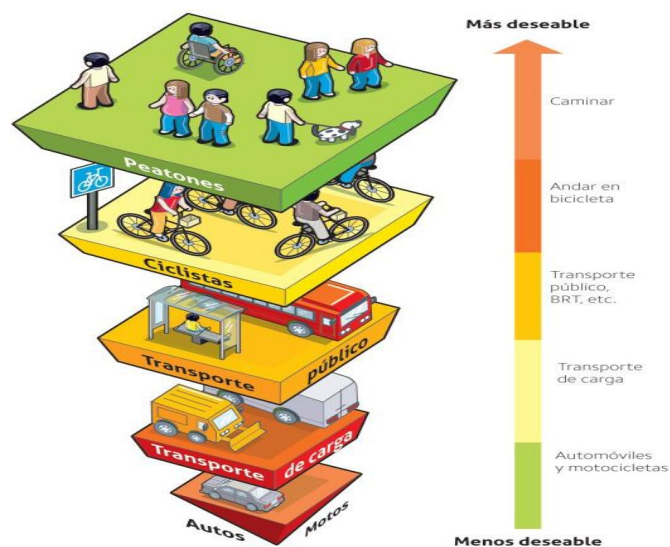 Más deseable
Peatones
Caminar
Ciclistas
Andar en
bicicleta
Transporte público
Transporte
público,
BRT, etc.
Transporte de carga
Transporte
de carga
Autos Motos
Automóviles
y motocicletas
Menos deseable